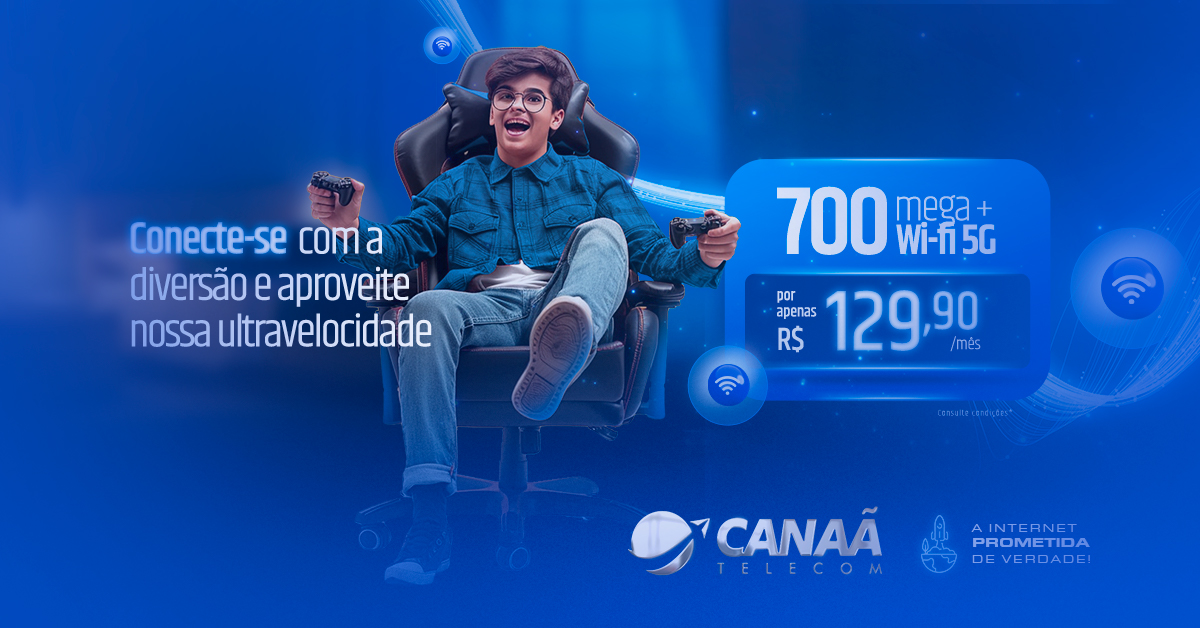 Conecte-se com a
diversão e aproveite
nossa ultravelocidade
700 mega +
Wi-fi 5G
por
apenas
R$ 129,90
/mês
Consulte condições*
CANAÃ
TELECOM
A INTERNET
PROMETIDA
DE VERDADE!